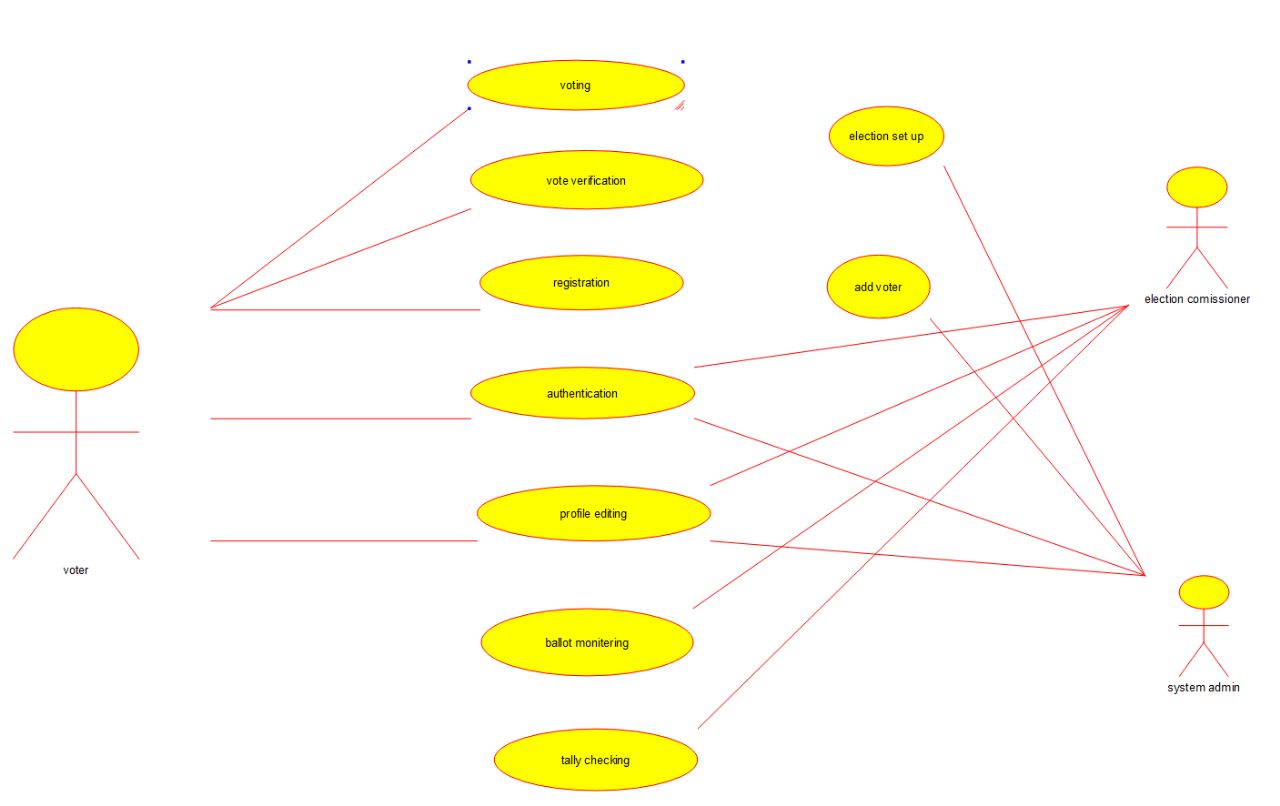 voting
election set up
vote verification
registration
add voter
election comissioner
authentication
profile editing
voter
ballot monitering
system admin
tally checking